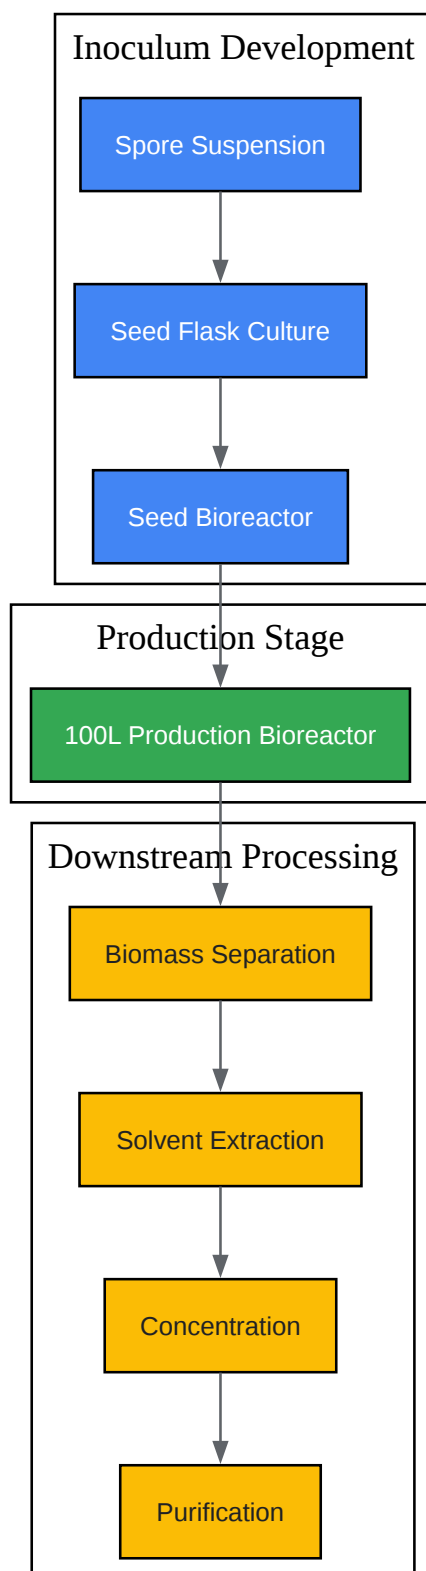 Inoculum Development
Spore Suspension
Seed Flask Culture
Seed Bioreactor
Production Stage
100L Production Bioreactor
Downstream Processing
Biomass Separation
Solvent Extraction
Concentration
Purification